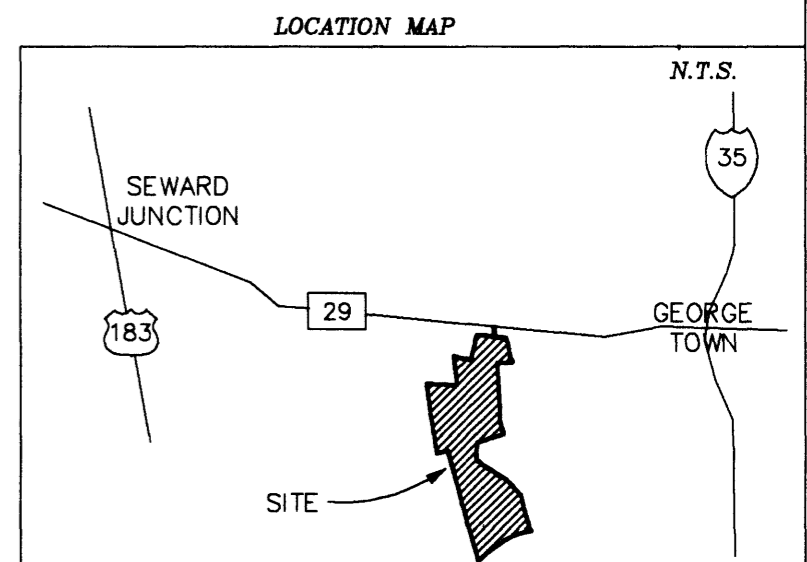 LOCATION MAP
N.T.S.
35
SEWARD
JUNCTION
29
183
GEORGE
TOWN
SITE